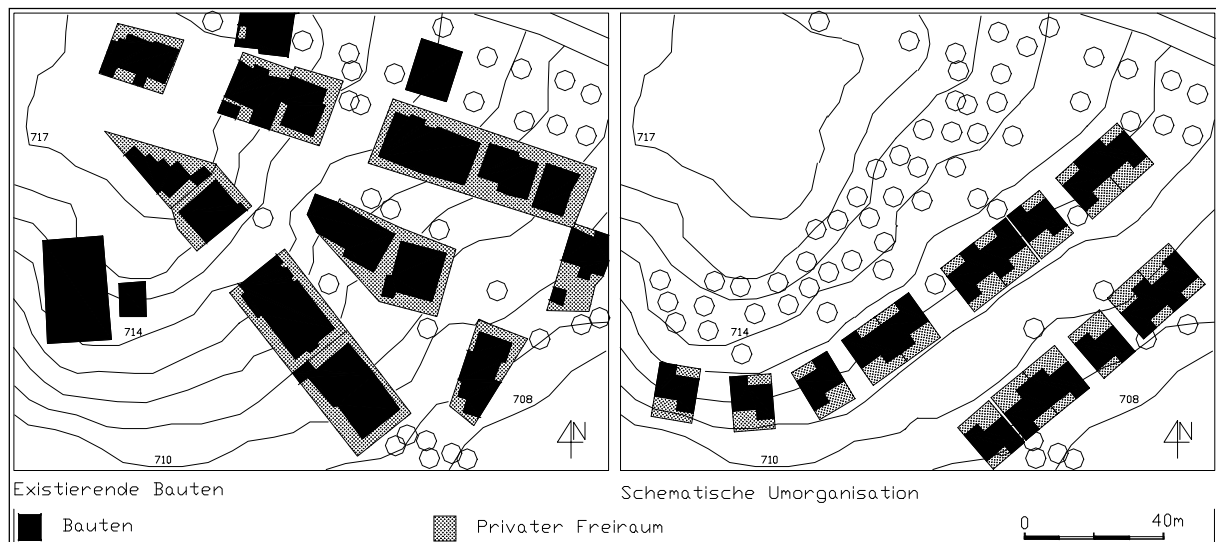 717
714
710
708
N
717
714
710
708
N
Existierende Bauten
Schematische Umorganisation
Bauten
Privater Freiraum
0 40m